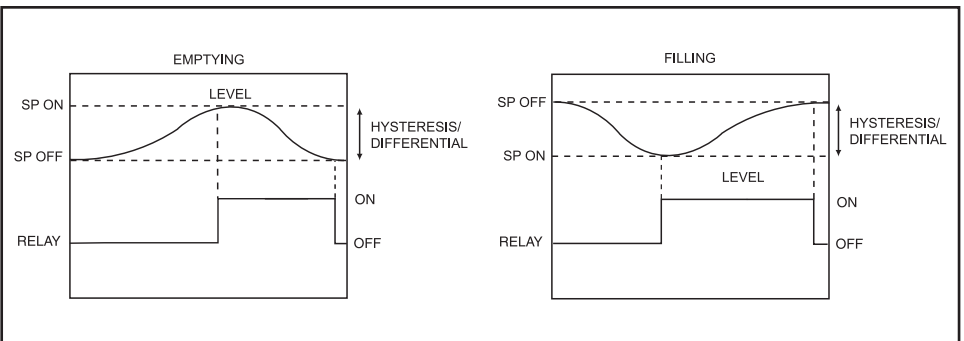 EMPTYING
SP ON
LEVEL
HYSTERESIS/
DIFFERENTIAL
SP OFF
ON
RELAY
OFF
FILLING
SP OFF
HYSTERESIS/
DIFFERENTIAL
SP ON
LEVEL
ON
RELAY
OFF